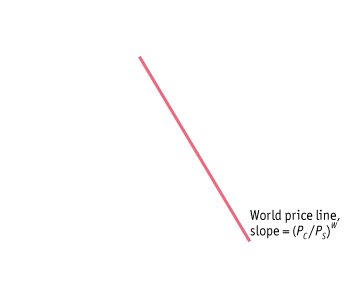 World price line,
slope = (P_C/P_S)^W